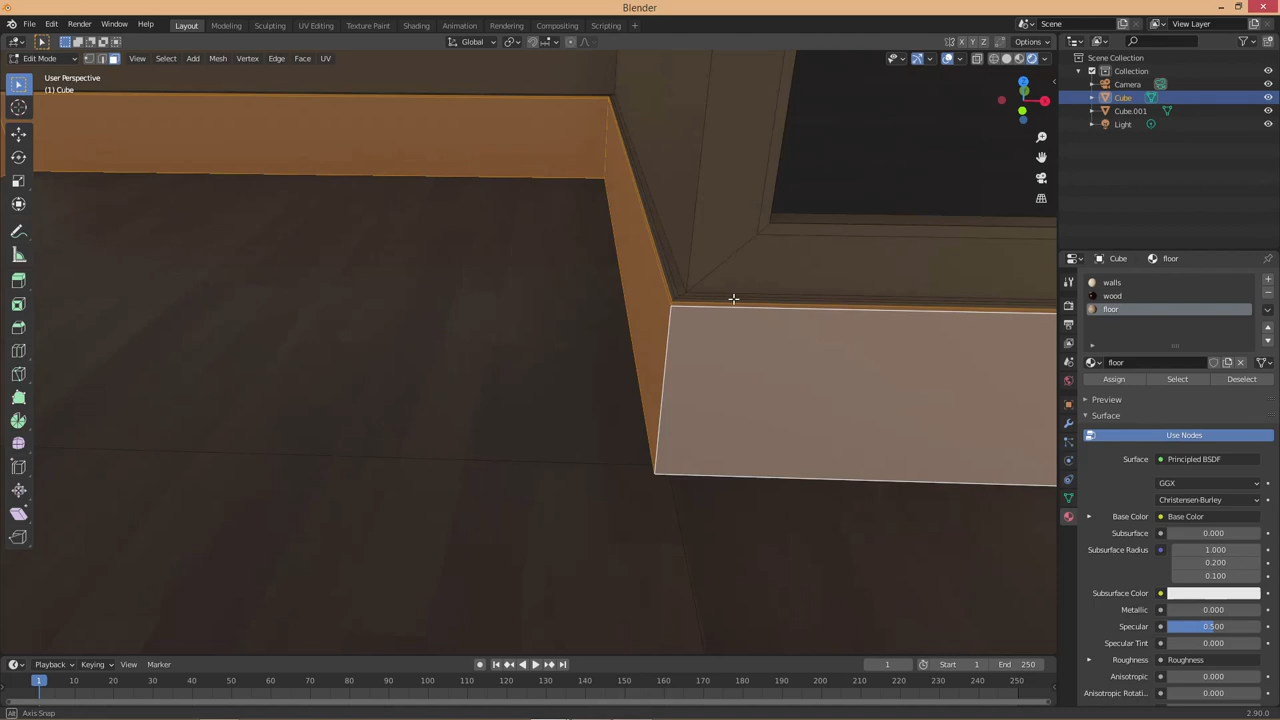 Blender
File Edit Render Window Help Layout Modeling Sculpting UV Editing Texture Paint Shading Animation Rendering Compositing Scripting + Scene View Layer
Global X Y Z Options
Edit Mode View Select Add Mesh Vertex Edge Face UV
User Perspective
(1) Cube
Z
X
Scene Collection
Collection
Camera
Cube
Cube.001
Light
Cube floor
walls
wood
floor
floor
Assign Select Deselect
Preview
Surface
Use Nodes
Surface Principled BSDF
GGX
Christensen-Burley
Base Color Base Color
Subsurface 0.000
Subsurface Radius 1.000
0.200
0.100
Subsurface Color
Metallic 0.000
Specular 0.500
Specular Tint 0.000
Roughness Roughness
Anisotropic 0.000
Anisotropic Rotati.. 0.000
Playback Keying View Marker 1 Start 1 End 250
1 10 20 30 40 50 60 70 80 90 100 110 120 130 140 150 160 170 180 190 200 210 220 230 240 250
Axis Snap 2.90.0